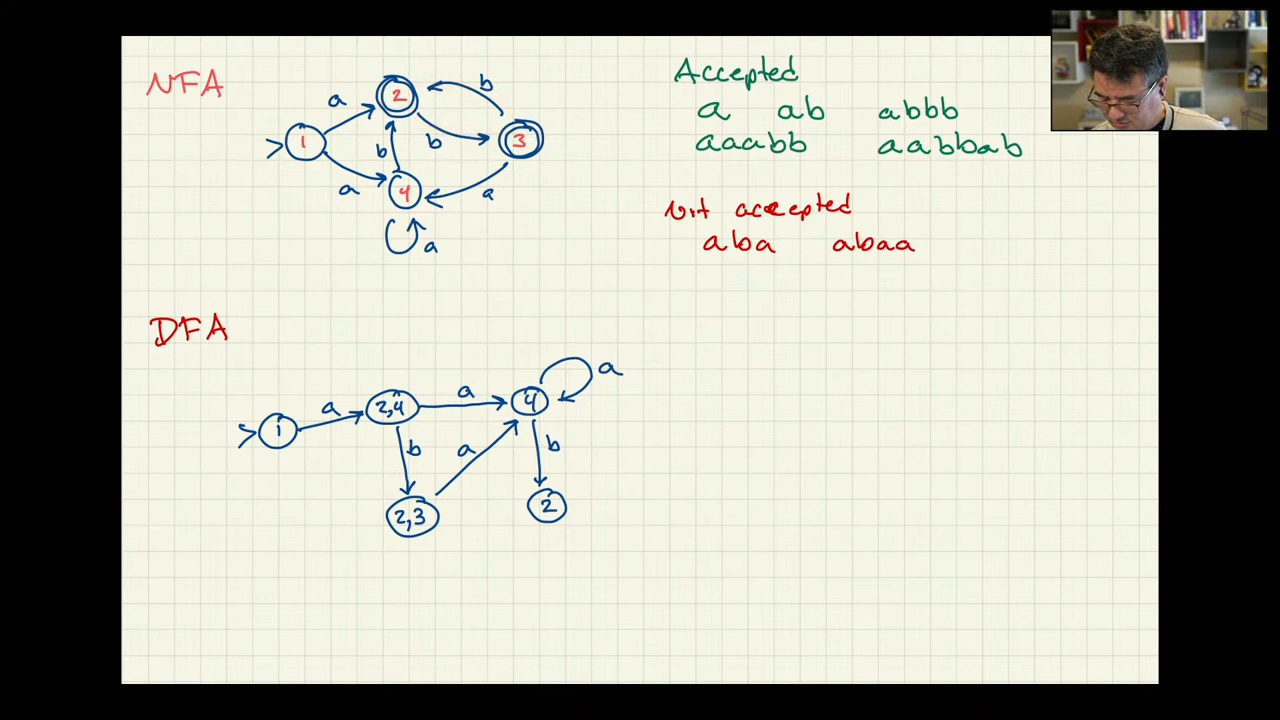 NFA
Accepted
a ab abbb
aaabb aabbab
Not accepted
aba abaa
a 2 b
1 b 3
b
a 4 a
a
DFA
a
a 4
1 a 2,4
b a b
2,3 2